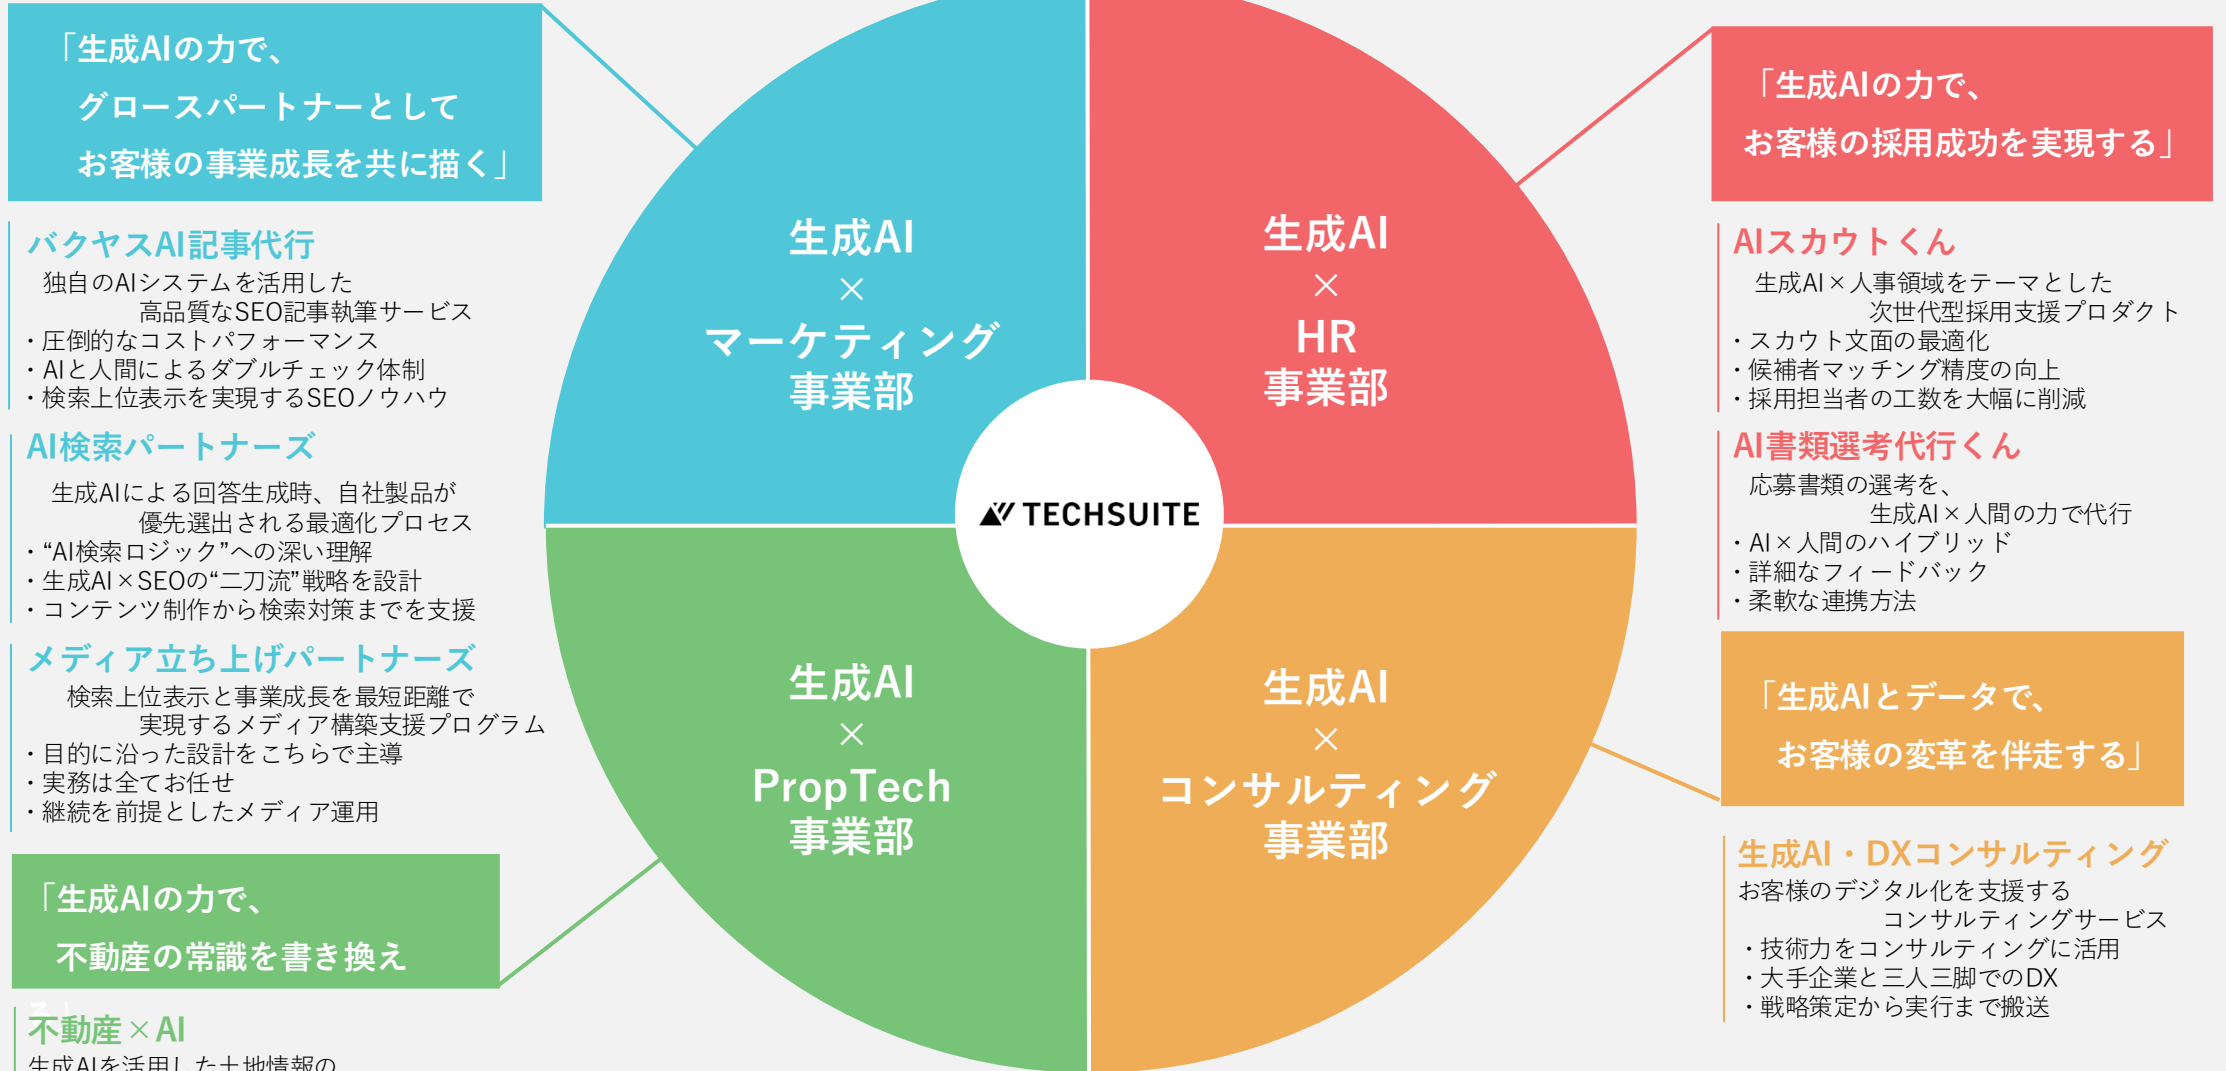 「生成AIの力で、
グロースパートナーとして
お客様の事業成長を共に描く」
バクヤスAI記事代行
独自のAIシステムを活用した
高品質なSEO記事執筆サービス
・圧倒的なコストパフォーマンス
・AIと人間によるダブルチェック体制
・検索上位表示を実現するSEOノウハウ
AI検索パートナーズ
生成AIによる回答生成時、自社製品が
優先選出される最適化プロセス
・“AI検索ロジック”への深い理解
・生成AI×SEOの“二刀流”戦略を設計
・コンテンツ制作から検索対策までを支援
メディア立ち上げパートナーズ
検索上位表示と事業成長を最短距離で
実現するメディア構築支援プログラム
・目的に沿った設計をこちらで主導
・実務は全てお任せ
・継続を前提としたメディア運用
「生成AIの力で、
不動産の常識を書き換え
る」
不動産×AI
生成AIを活用した土地情報の
生成AI
×
マーケティング
事業部
生成AI
×
HR
事業部
TECHSUITE
生成AI
×
PropTech
事業部
生成AI
×
コンサルティング
事業部
「生成AIの力で、
お客様の採用成功を実現する」
AIスカウトくん
生成AI×人事領域をテーマとした
次世代型採用支援プロダクト
・スカウト文面の最適化
・候補者マッチング精度の向上
・採用担当者の工数を大幅に削減
AI書類選考代行くん
応募書類の選考を、
生成AI×人間の力で代行
・AI×人間のハイブリッド
・詳細なフィードバック
・柔軟な連携方法
「生成AIとデータで、
お客様の変革を伴走する」
生成AI・DXコンサルティング
お客様のデジタル化を支援する
コンサルティングサービス
・技術力をコンサルティングに活用
・大手企業と三人三脚でのDX
・戦略策定から実行まで搬送